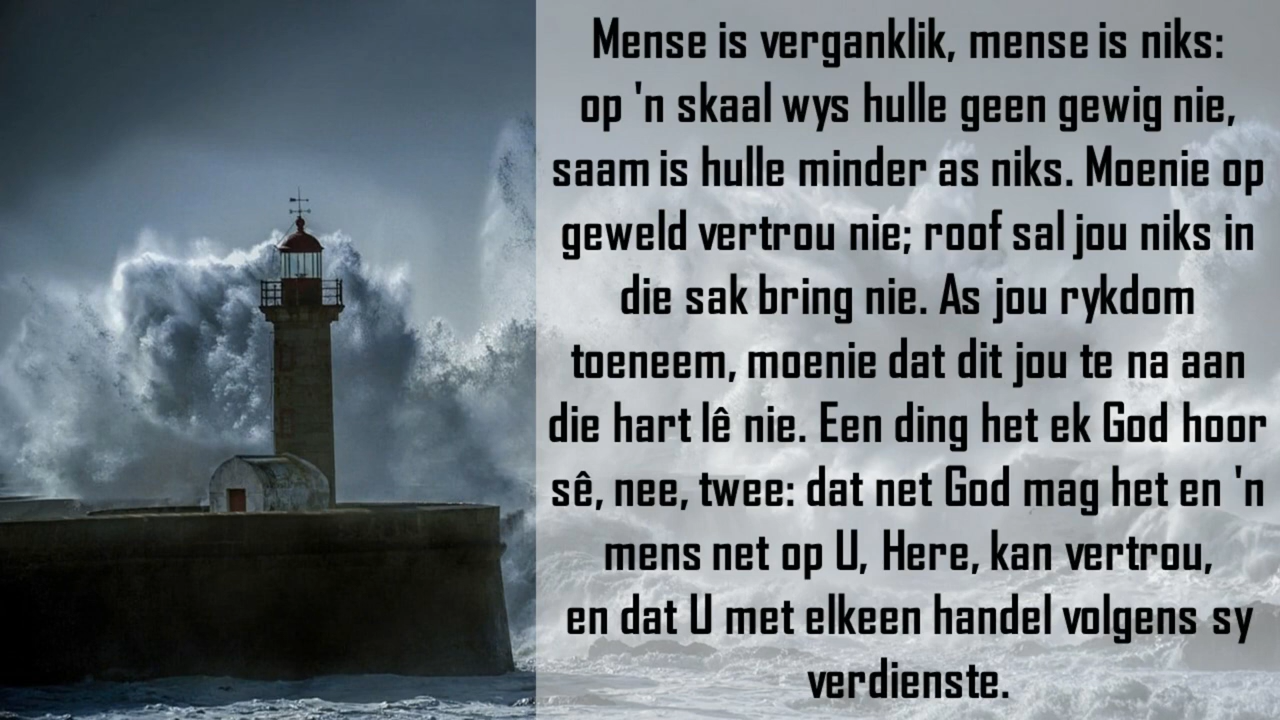 Mense is verganklik, mense is niks:
op 'n skaal wys hulle geen gewig nie,
saam is hulle minder as niks. Moenie op
geweld vertrou nie; roof sal jou niks in
die sak bring nie. As jou rykdom
toeneem, moenie dat dit jou te na aan
die hart lê nie. Een ding het ek God hoor
sê, nee, twee: dat net God mag het en 'n
mens net op U, Here, kan vertrou,
en dat U met elkeen handel volgens sy
verdienste.